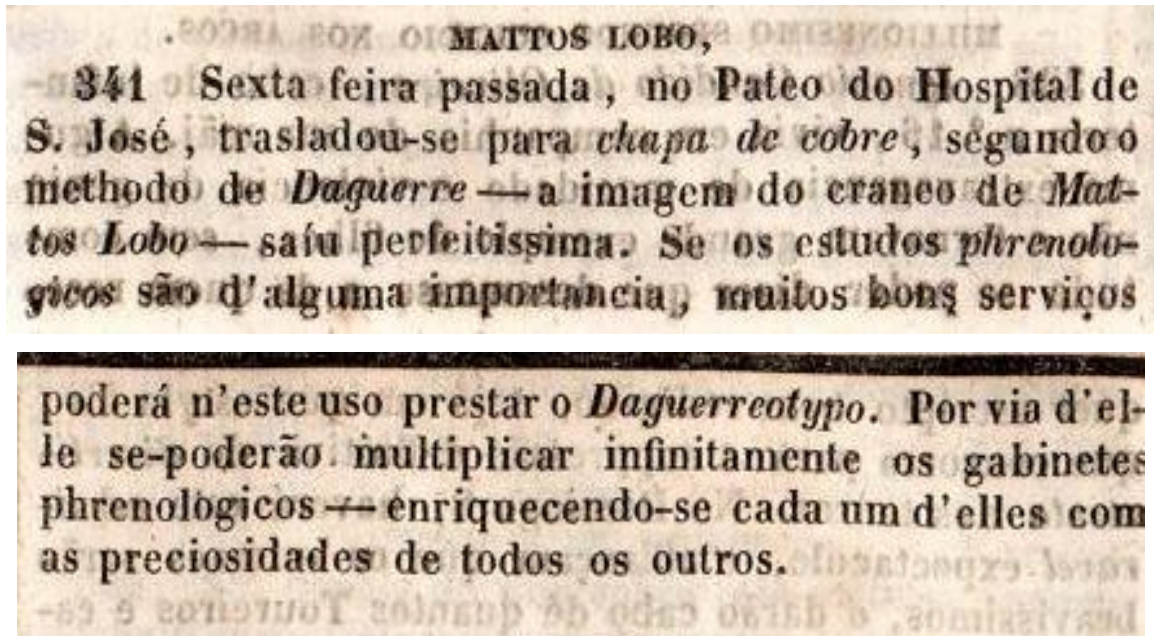 MATTOS LOBO,
341 Sexta feira passada, no Pateo do Hospital de
S. José, trasladou-se para chapa de cobre, segundo o
methodo de Daguerre — a imagem do craneo de Mat-
tos Lobo — saíu perfeitissima. Se os estudos phrenolo-
gicos são d'alguma importancia, muitos bons serviços
poderá n'este uso prestar o Daguerreotypo. Por via d'el-
le se-poderão multiplicar infinitamente os gabinetes
phrenologicos — enriquecendo-se cada um d'elles com
as preciosidades de todos os outros.